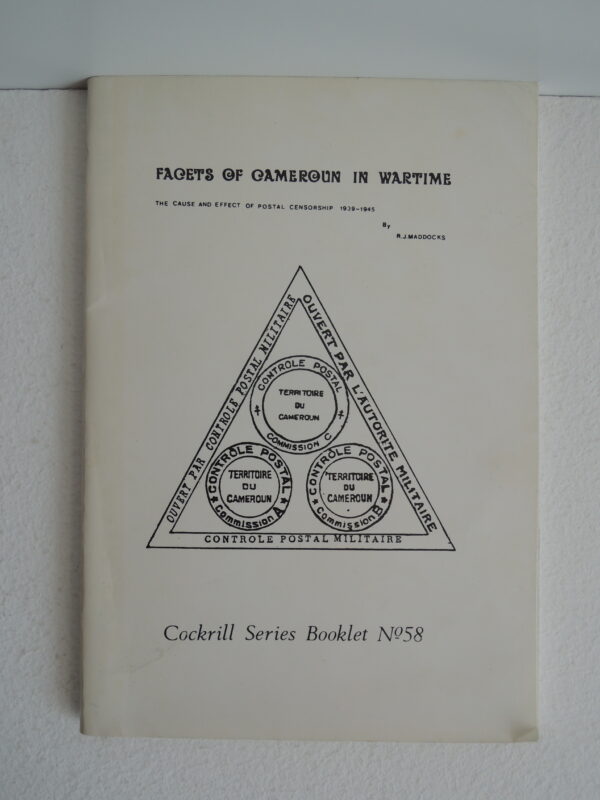 FACETS OF CAMEROUN IN WARTIME
THE CAUSE AND EFFECT OF POSTAL CENSORSHIP 1939-1945
By
R.J.MADDOCKS
OUVERT PAR CONTROLE POSTAL MILITAIRE
OUVERT PAR L'AUTORITE MILITAIRE
CONTROLE POSTAL
TERRITOIRE
DU
CAMEROUN
COMMISSION C
CONTRÔLE POSTAL
TERRITOIRE
DU
CAMEROUN
Commission A
CONTRÔLE POSTAL
TERRITOIRE
DU
CAMEROUN
Commission B
CONTROLE POSTAL MILITAIRE
Cockrill Series Booklet Nº58